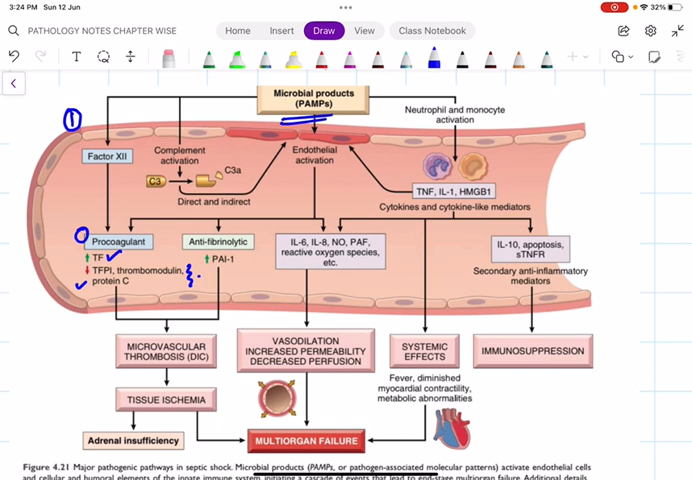 3:24 PM Sun 12 Jun
32%
PATHOLOGY NOTES CHAPTER WISE
Home Insert Draw View Class Notebook
Microbial products
(PAMPs)
Neutrophil and monocyte
activation
1
Factor XII
Complement
activation
Endothelial
activation
C3
C3a
Direct and indirect
TNF, IL-1, HMGB1
Cytokines and cytokine-like mediators
Procoagulant
↑ TF
↓ TFPI, thrombomodulin,
protein C
Anti-fibrinolytic
↑ PAI-1
IL-6, IL-8, NO, PAF,
reactive oxygen species,
etc.
IL-10, apoptosis,
sTNFR
Secondary anti-inflammatory
mediators
MICROVASCULAR
THROMBOSIS (DIC)
VASODILATION
INCREASED PERMEABILITY
DECREASED PERFUSION
SYSTEMIC
EFFECTS
IMMUNOSUPPRESSION
Fever, diminished
myocardial contractility,
metabolic abnormalities
TISSUE ISCHEMIA
Adrenal insufficiency
MULTIORGAN FAILURE
Figure 4.21 Major pathogenic pathways in septic shock. Microbial products (PAMPs, or pathogen-associated molecular patterns) activate endothelial cells
and cellular and humoral elements of the innate immune system, initiating a cascade of events that lead to end-stage multiorgan failure. Additional details